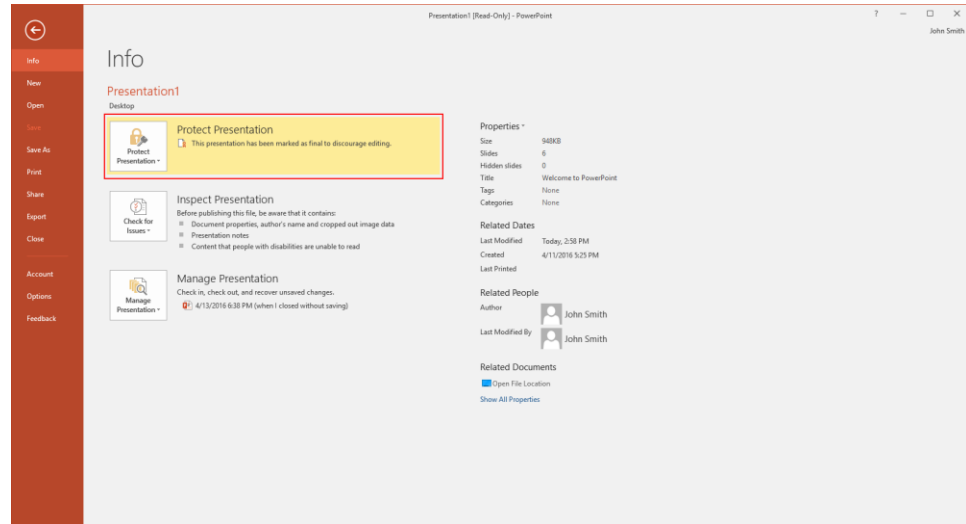 Presentation1 [Read-Only] - PowerPoint
?
John Smith
Info
New
Open
Save
Save As
Print
Share
Export
Close
Account
Options
Feedback
Info
Presentation1
Desktop
Protect Presentation
Protect
Presentation
This presentation has been marked as final to discourage editing.
Inspect Presentation
Check for
Issues
Before publishing this file, be aware that it contains:
Document properties, author's name and cropped out image data
Presentation notes
Content that people with disabilities are unable to read
Manage Presentation
Manage
Presentation
Check in, check out, and recover unsaved changes.
4/13/2016 6:38 PM (when I closed without saving)
Properties
Size 948KB
Slides 6
Hidden slides 0
Title Welcome to PowerPoint
Tags None
Categories None
Related Dates
Last Modified Today, 2:58 PM
Created 4/11/2016 5:25 PM
Last Printed
Related People
Author John Smith
Last Modified By John Smith
Related Documents
Open File Location
Show All Properties